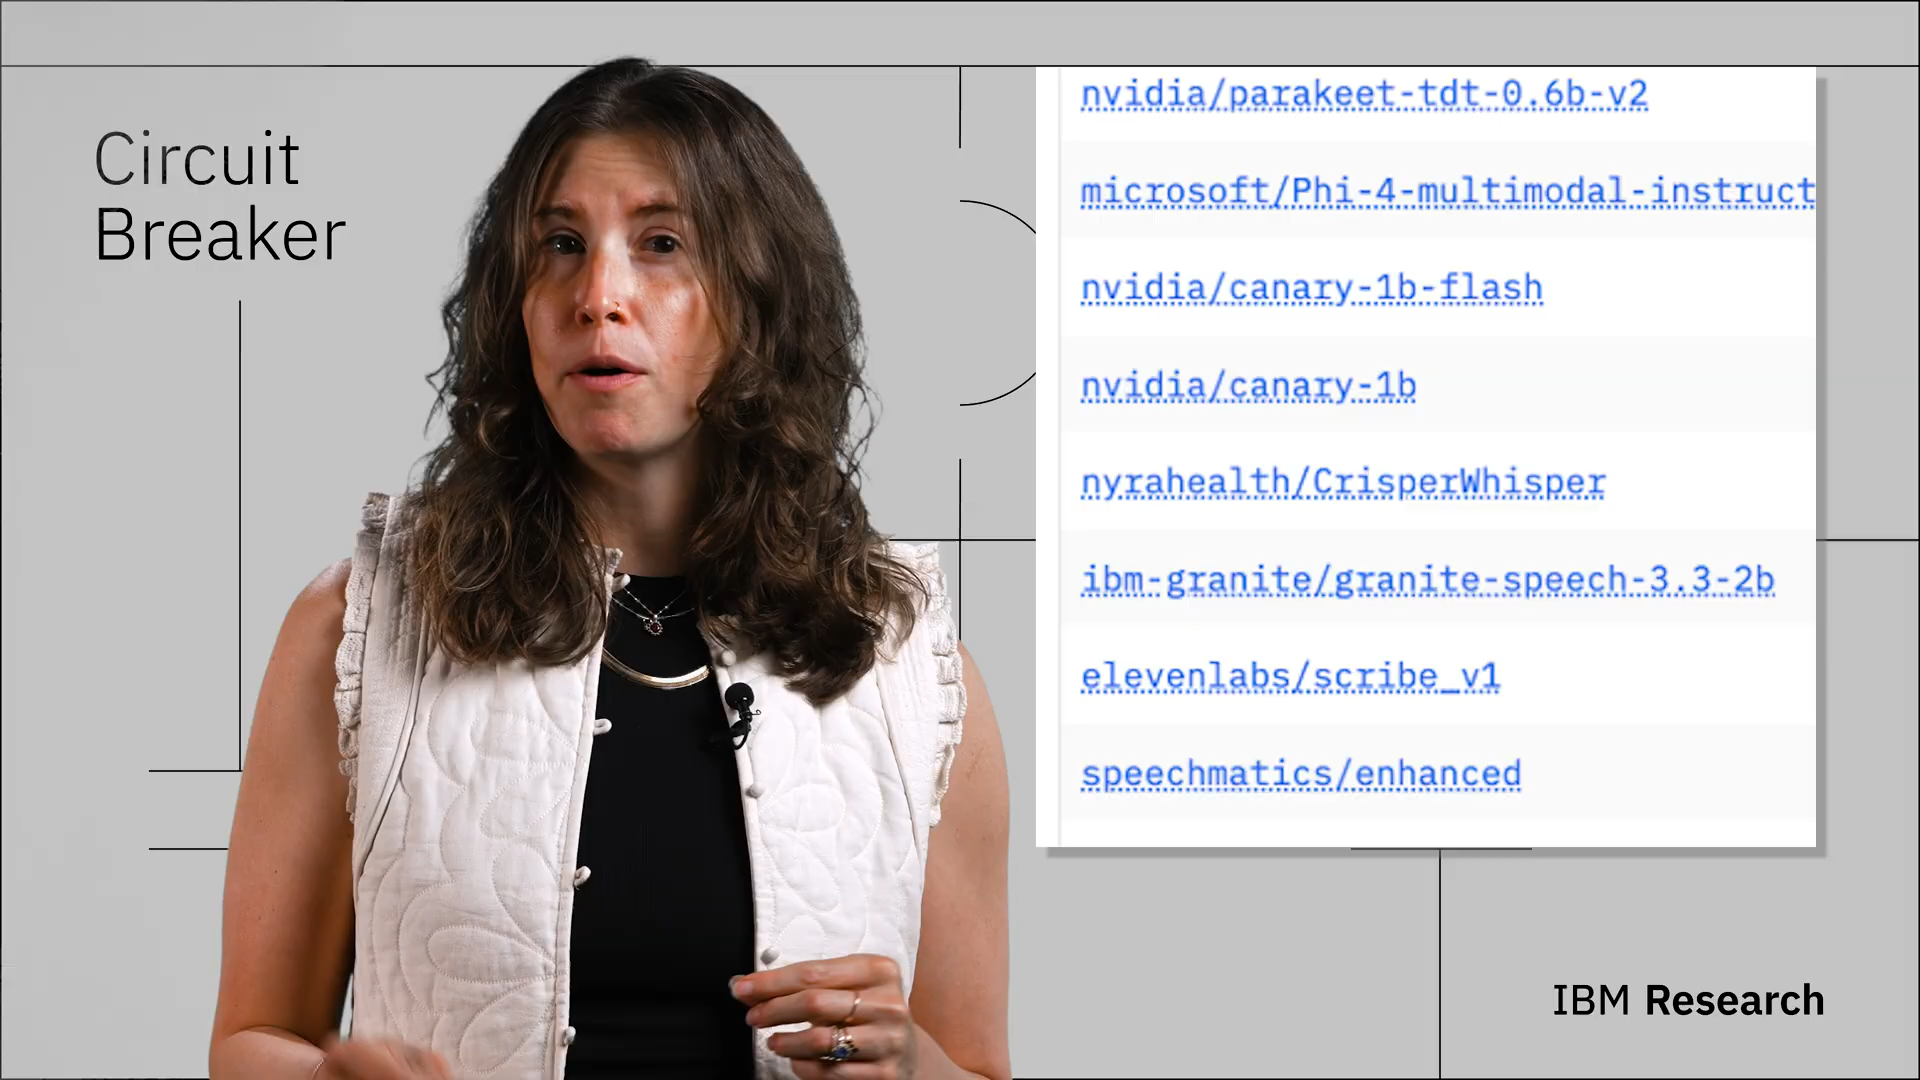 Circuit
Breaker
nvidia/parakeet-tdt-0.6b-v2
microsoft/Phi-4-multimodal-instruct
nvidia/canary-1b-flash
nvidia/canary-1b
nyrahealth/CrisperWhisper
ibm-granite/granite-speech-3.3-2b
elevenlabs/scribe_v1
speechmatics/enhanced
IBM Research